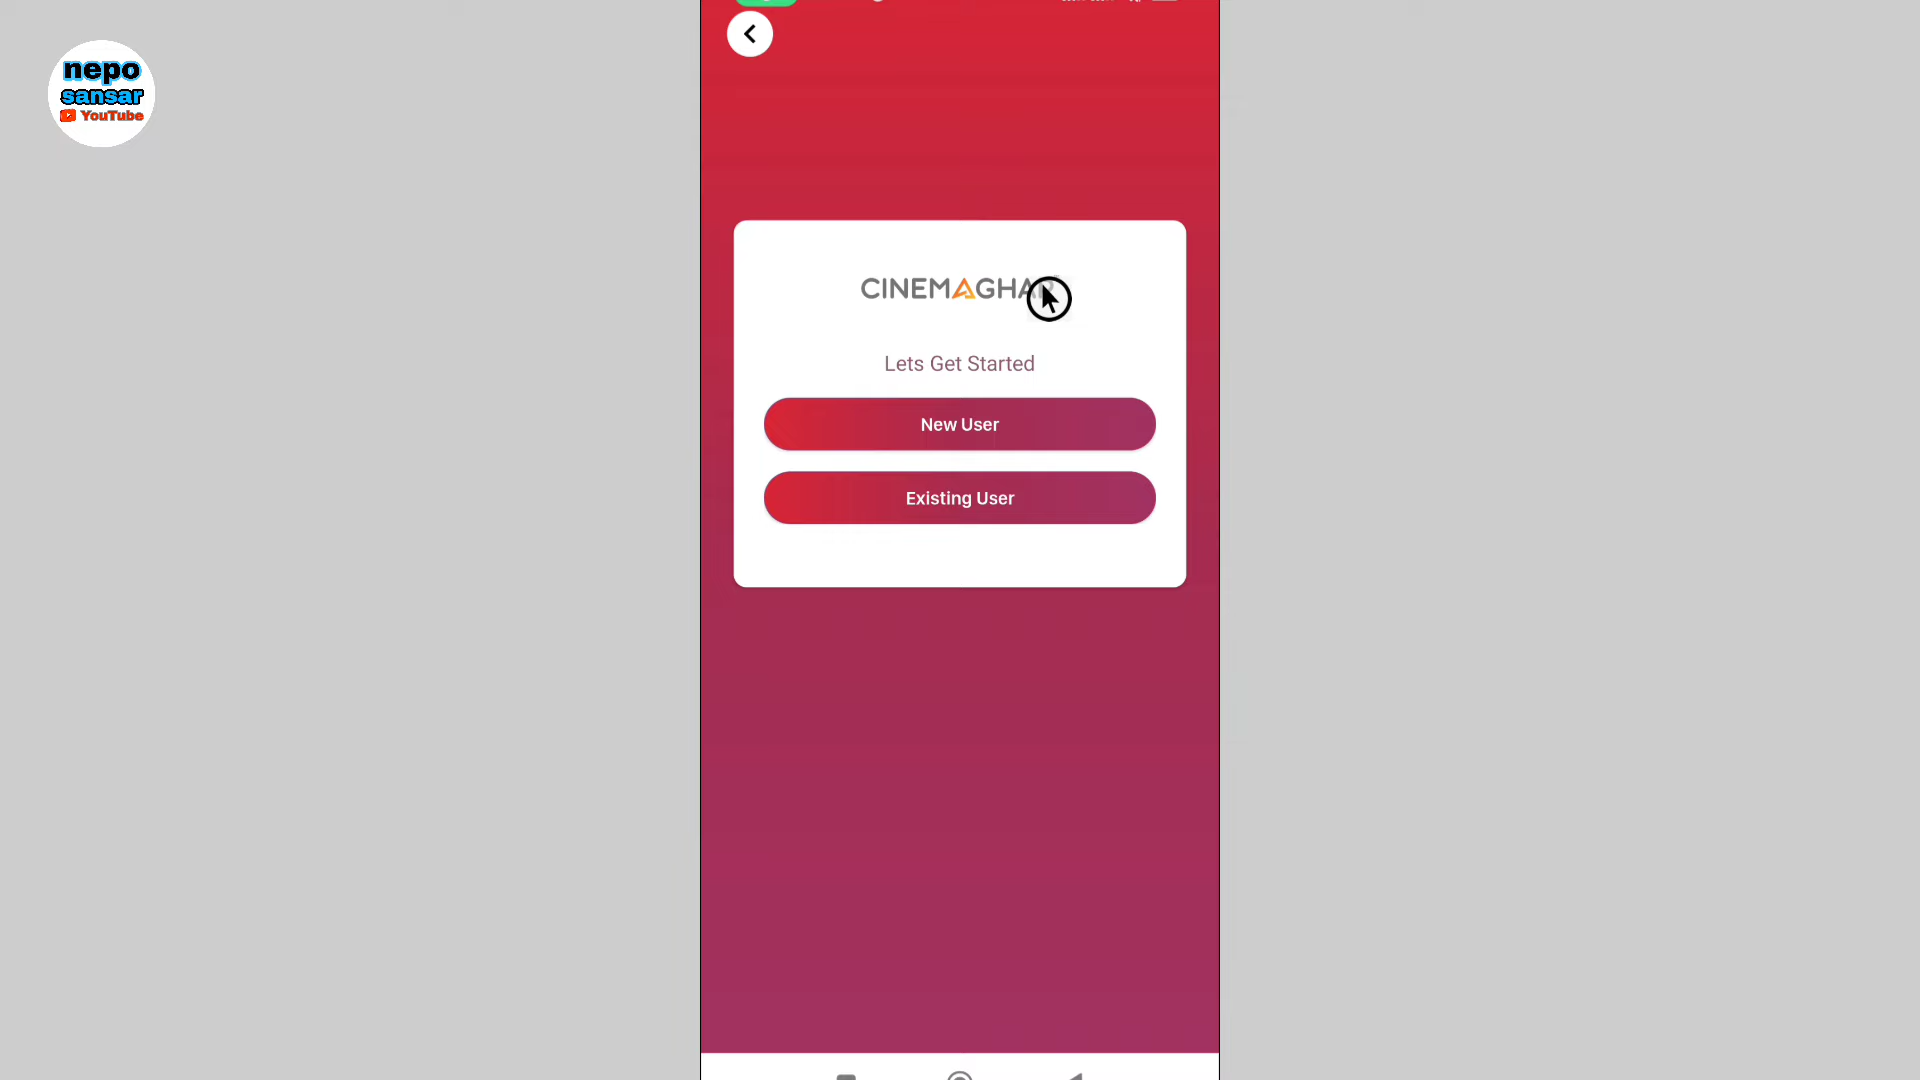 nepo
sansar
YouTube
CINEMAGHAR
Lets Get Started
New User
Existing User